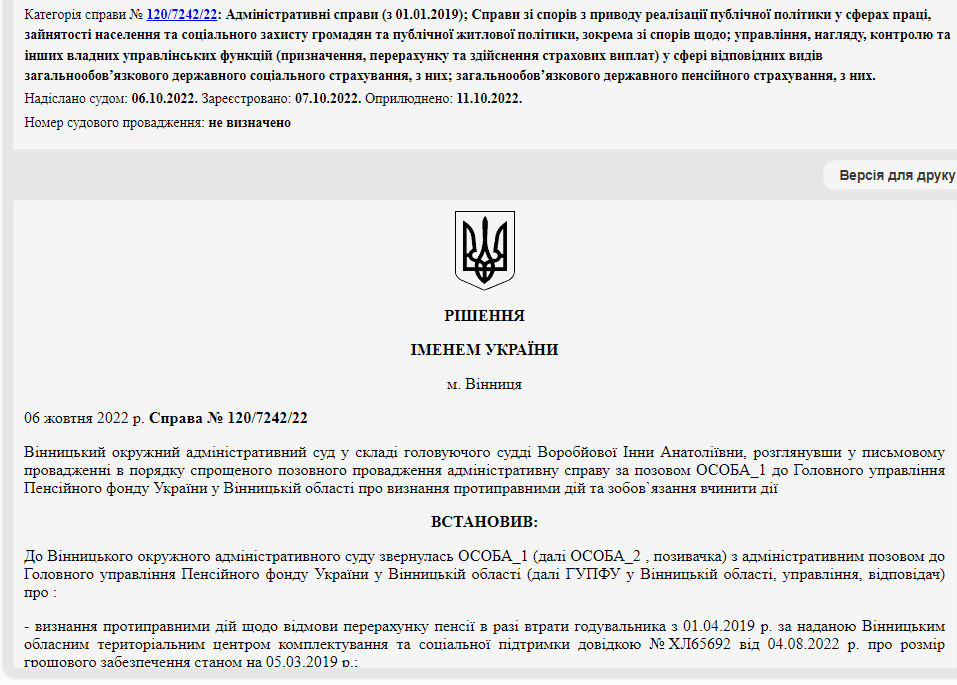 Категорія справи № 120/7242/22: Адміністративні справи (з 01.01.2019); Справи зі спорів з приводу реалізації публічної політики у сферах праці,
зайнятості населення та соціального захисту громадян та публічної житлової політики, зокрема зі спорів щодо; управління, нагляду, контролю та
інших владних управлінських функцій (призначення, перерахунку та здійснення страхових виплат) у сфері відповідних видів
загальнообов’язкового державного соціального страхування, з них; загальнообов’язкового державного пенсійного страхування, з них.
Надіслано судом: 06.10.2022. Зареєстровано: 07.10.2022. Оприлюднено: 11.10.2022.
Номер судового провадження: не визначено
Версія для друку
РІШЕННЯ
ІМЕНЕМ УКРАЇНИ
м. Вінниця
06 жовтня 2022 р. Справа № 120/7242/22
Вінницький окружний адміністративний суд у складі головуючого судді Воробйової Інни Анатоліївни, розглянувши у письмовому
провадженні в порядку спрощеного позовного провадження адміністративну справу за позовом ОСОБА_1 до Головного управління
Пенсійного фонду України у Вінницькій області про визнання протиправними дій та зобов`язання вчинити дії
ВСТАНОВИВ:
До Вінницького окружного адміністративного суду звернулась ОСОБА_1 (далі ОСОБА_2 , позивачка) з адміністративним позовом до
Головного управління Пенсійного фонду України у Вінницькій області (далі ГУПФУ у Вінницькій області, управління, відповідач)
про :
- визнання протиправними дій щодо відмови перерахунку пенсії в разі втрати годувальника з 01.04.2019 р. за наданою Вінницьким
обласним територіальним центром комплектування та соціальної підтримки довідкою №ХЛ65692 від 04.08.2022 р. про розмір
грошового забезпечення станом на 05.03.2019 р.;